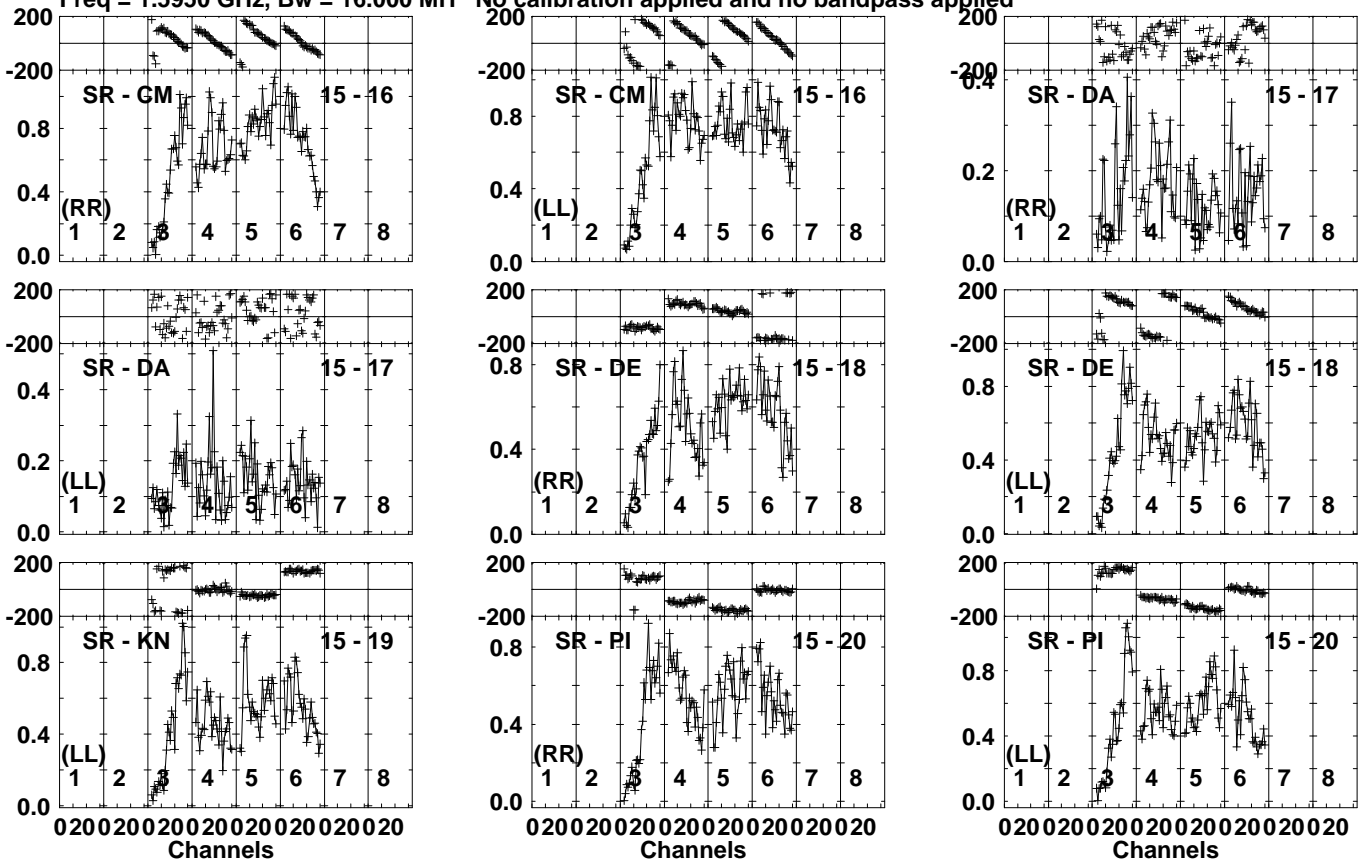 Freq = 1.5950 GHz, Bw = 16.000 MH No calibration applied and no bandpass applied
200 200 200
-200 -200 -200
0.4
SR - CM 15 - 16 SR - CM 15 - 16 SR - DA 15 - 17
0.8 0.8
0.2
0.4 0.4
(RR) (LL) (RR)
1 2 3 4 5 6 7 8 1 2 3 4 5 6 7 8 1 2 3 4 5 6 7 8
0.0 0.0 0.0
200 200 200
-200 -200 -200
SR - DA 15 - 17 SR - DE 15 - 18 SR - DE 15 - 18
0.4 0.8 0.8
0.2 0.4 0.4
(LL) (RR) (LL)
1 2 3 4 5 6 7 8 1 2 3 4 5 6 7 8 1 2 3 4 5 6 7 8
0.0 0.0 0.0
200 200 200
-200 -200 -200
SR - KN 15 - 19 SR - PI 15 - 20 SR - PI 15 - 20
0.8 0.8 0.8
0.4 0.4 0.4
(LL) (RR) (LL)
1 2 3 4 5 6 7 8 1 2 3 4 5 6 7 8 1 2 3 4 5 6 7 8
0.0 0.0 0.0
0 20 0 20 0 20 0 20 0 20 0 20 0 20 0 20 0 20 0 20 0 20 0 20 0 20 0 20 0 20 0 20 0 20 0 20 0 20 0 20 0 20 0 20 0 20 0 20
Channels Channels Channels